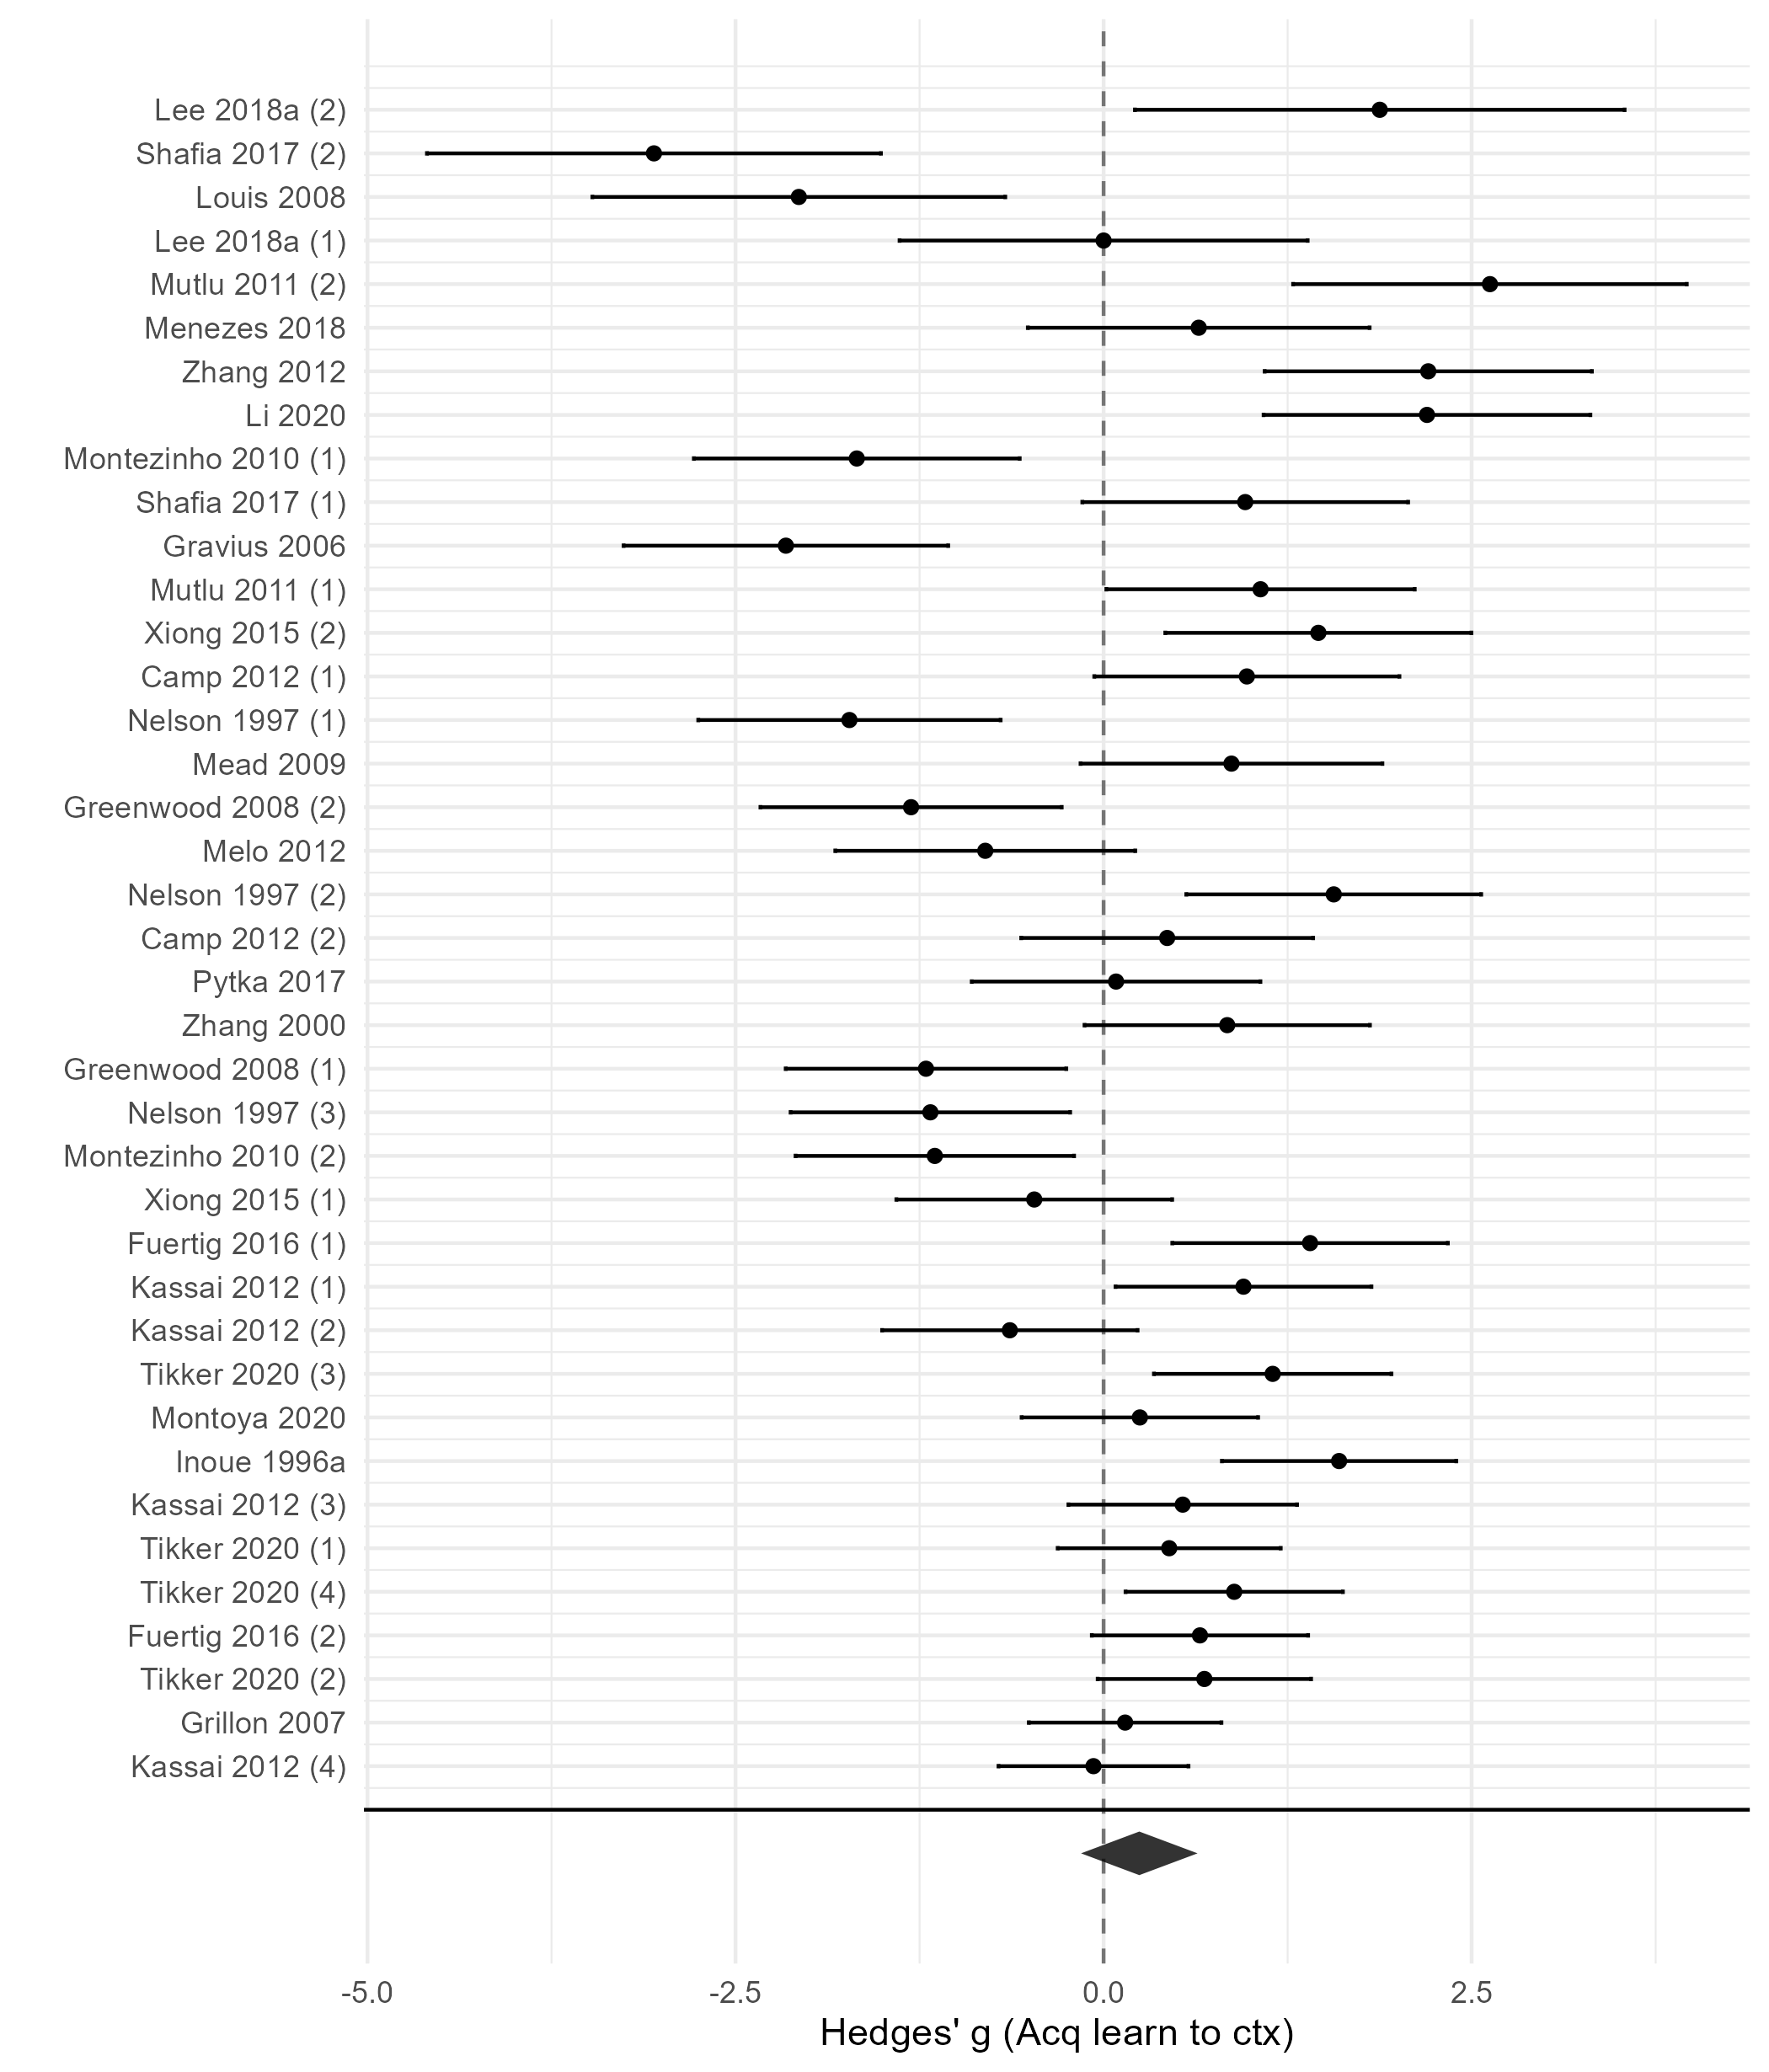 Lee 2018a (2)
Shafia 2017 (2)
Louis 2008
Lee 2018a (1)
Mutlu 2011 (2)
Menezes 2018
Zhang 2012
Li 2020
Montezinho 2010 (1)
Shafia 2017 (1)
Gravius 2006
Mutlu 2011 (1)
Xiong 2015 (2)
Camp 2012 (1)
Nelson 1997 (1)
Mead 2009
Greenwood 2008 (2)
Melo 2012
Nelson 1997 (2)
Camp 2012 (2)
Pytka 2017
Zhang 2000
Greenwood 2008 (1)
Nelson 1997 (3)
Montezinho 2010 (2)
Xiong 2015 (1)
Fuertig 2016 (1)
Kassai 2012 (1)
Kassai 2012 (2)
Tikker 2020 (3)
Montoya 2020
Inoue 1996a
Kassai 2012 (3)
Tikker 2020 (1)
Tikker 2020 (4)
Fuertig 2016 (2)
Tikker 2020 (2)
Grillon 2007
Kassai 2012 (4)
-5.0 -2.5 0.0 2.5
Hedges' g (Acq learn to ctx)